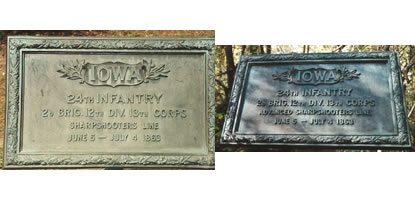 IOWA
24TH INFANTRY
2D BRIG. 12TH DIV. 13TH CORPS
SHARPSHOOTERS LINE
JUNE 5 – JULY 4 1863
IOWA
24TH INFANTRY
2D BRIG. 12TH DIV. 13TH CORPS
ADVANCED SHARPSHOOTERS LINE
JUNE 5 – JULY 4 1863